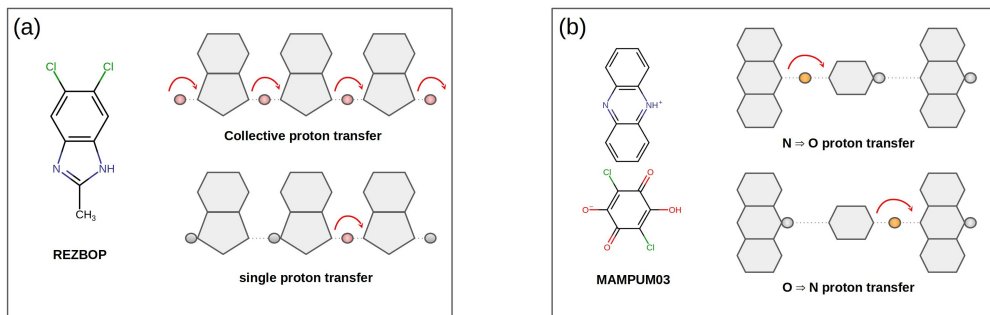 (a)
Cl Cl
N NH
CH₃
REZBOP
Collective proton transfer
single proton transfer
(b)
N NH⁺
Cl O
O⁻ OH
O Cl
MAMPUM03
N ⇒ O proton transfer
O ⇒ N proton transfer